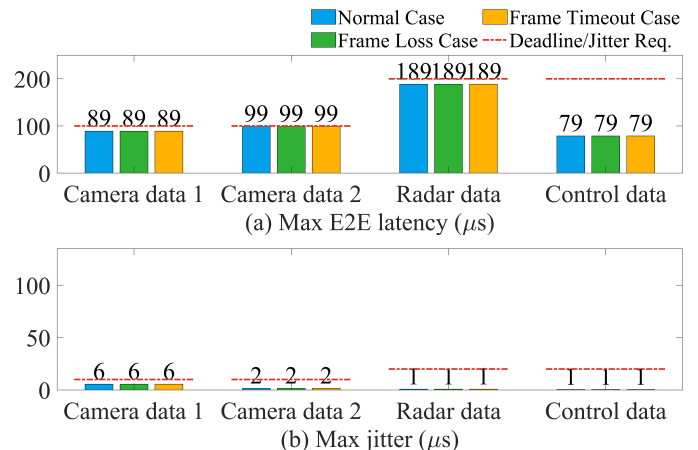 Normal Case Frame Timeout Case
Frame Loss Case Deadline/Jitter Req.
200
100
0
89 89 89 99 99 99 189 189 189 79 79 79
Camera data 1 Camera data 2 Radar data Control data
(a) Max E2E latency (μs)
100
50
0
6 6 6 2 2 2 1 1 1 1 1 1
Camera data 1 Camera data 2 Radar data Control data
(b) Max jitter (μs)